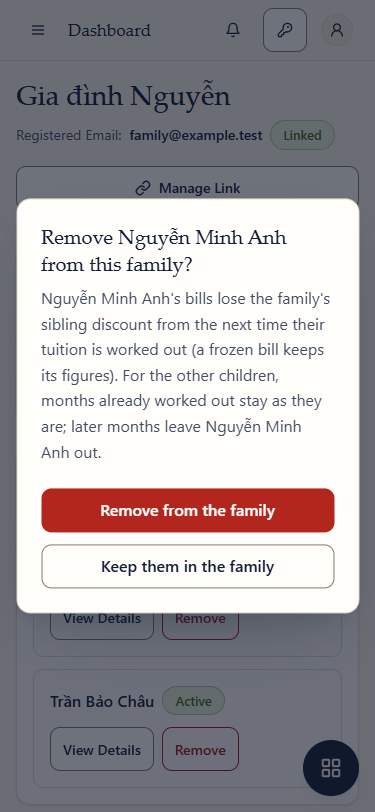 Dashboard
Gia đình Nguyễn
Registered Email: family@example.test Linked
Manage Link
Remove Nguyễn Minh Anh
from this family?
Nguyễn Minh Anh's bills lose the family's
sibling discount from the next time their
tuition is worked out (a frozen bill keeps
its figures). For the other children,
months already worked out stay as they
are; later months leave Nguyễn Minh
Anh out.
Remove from the family
Keep them in the family
View Details Remove
Trần Bảo Châu Active
View Details Remove